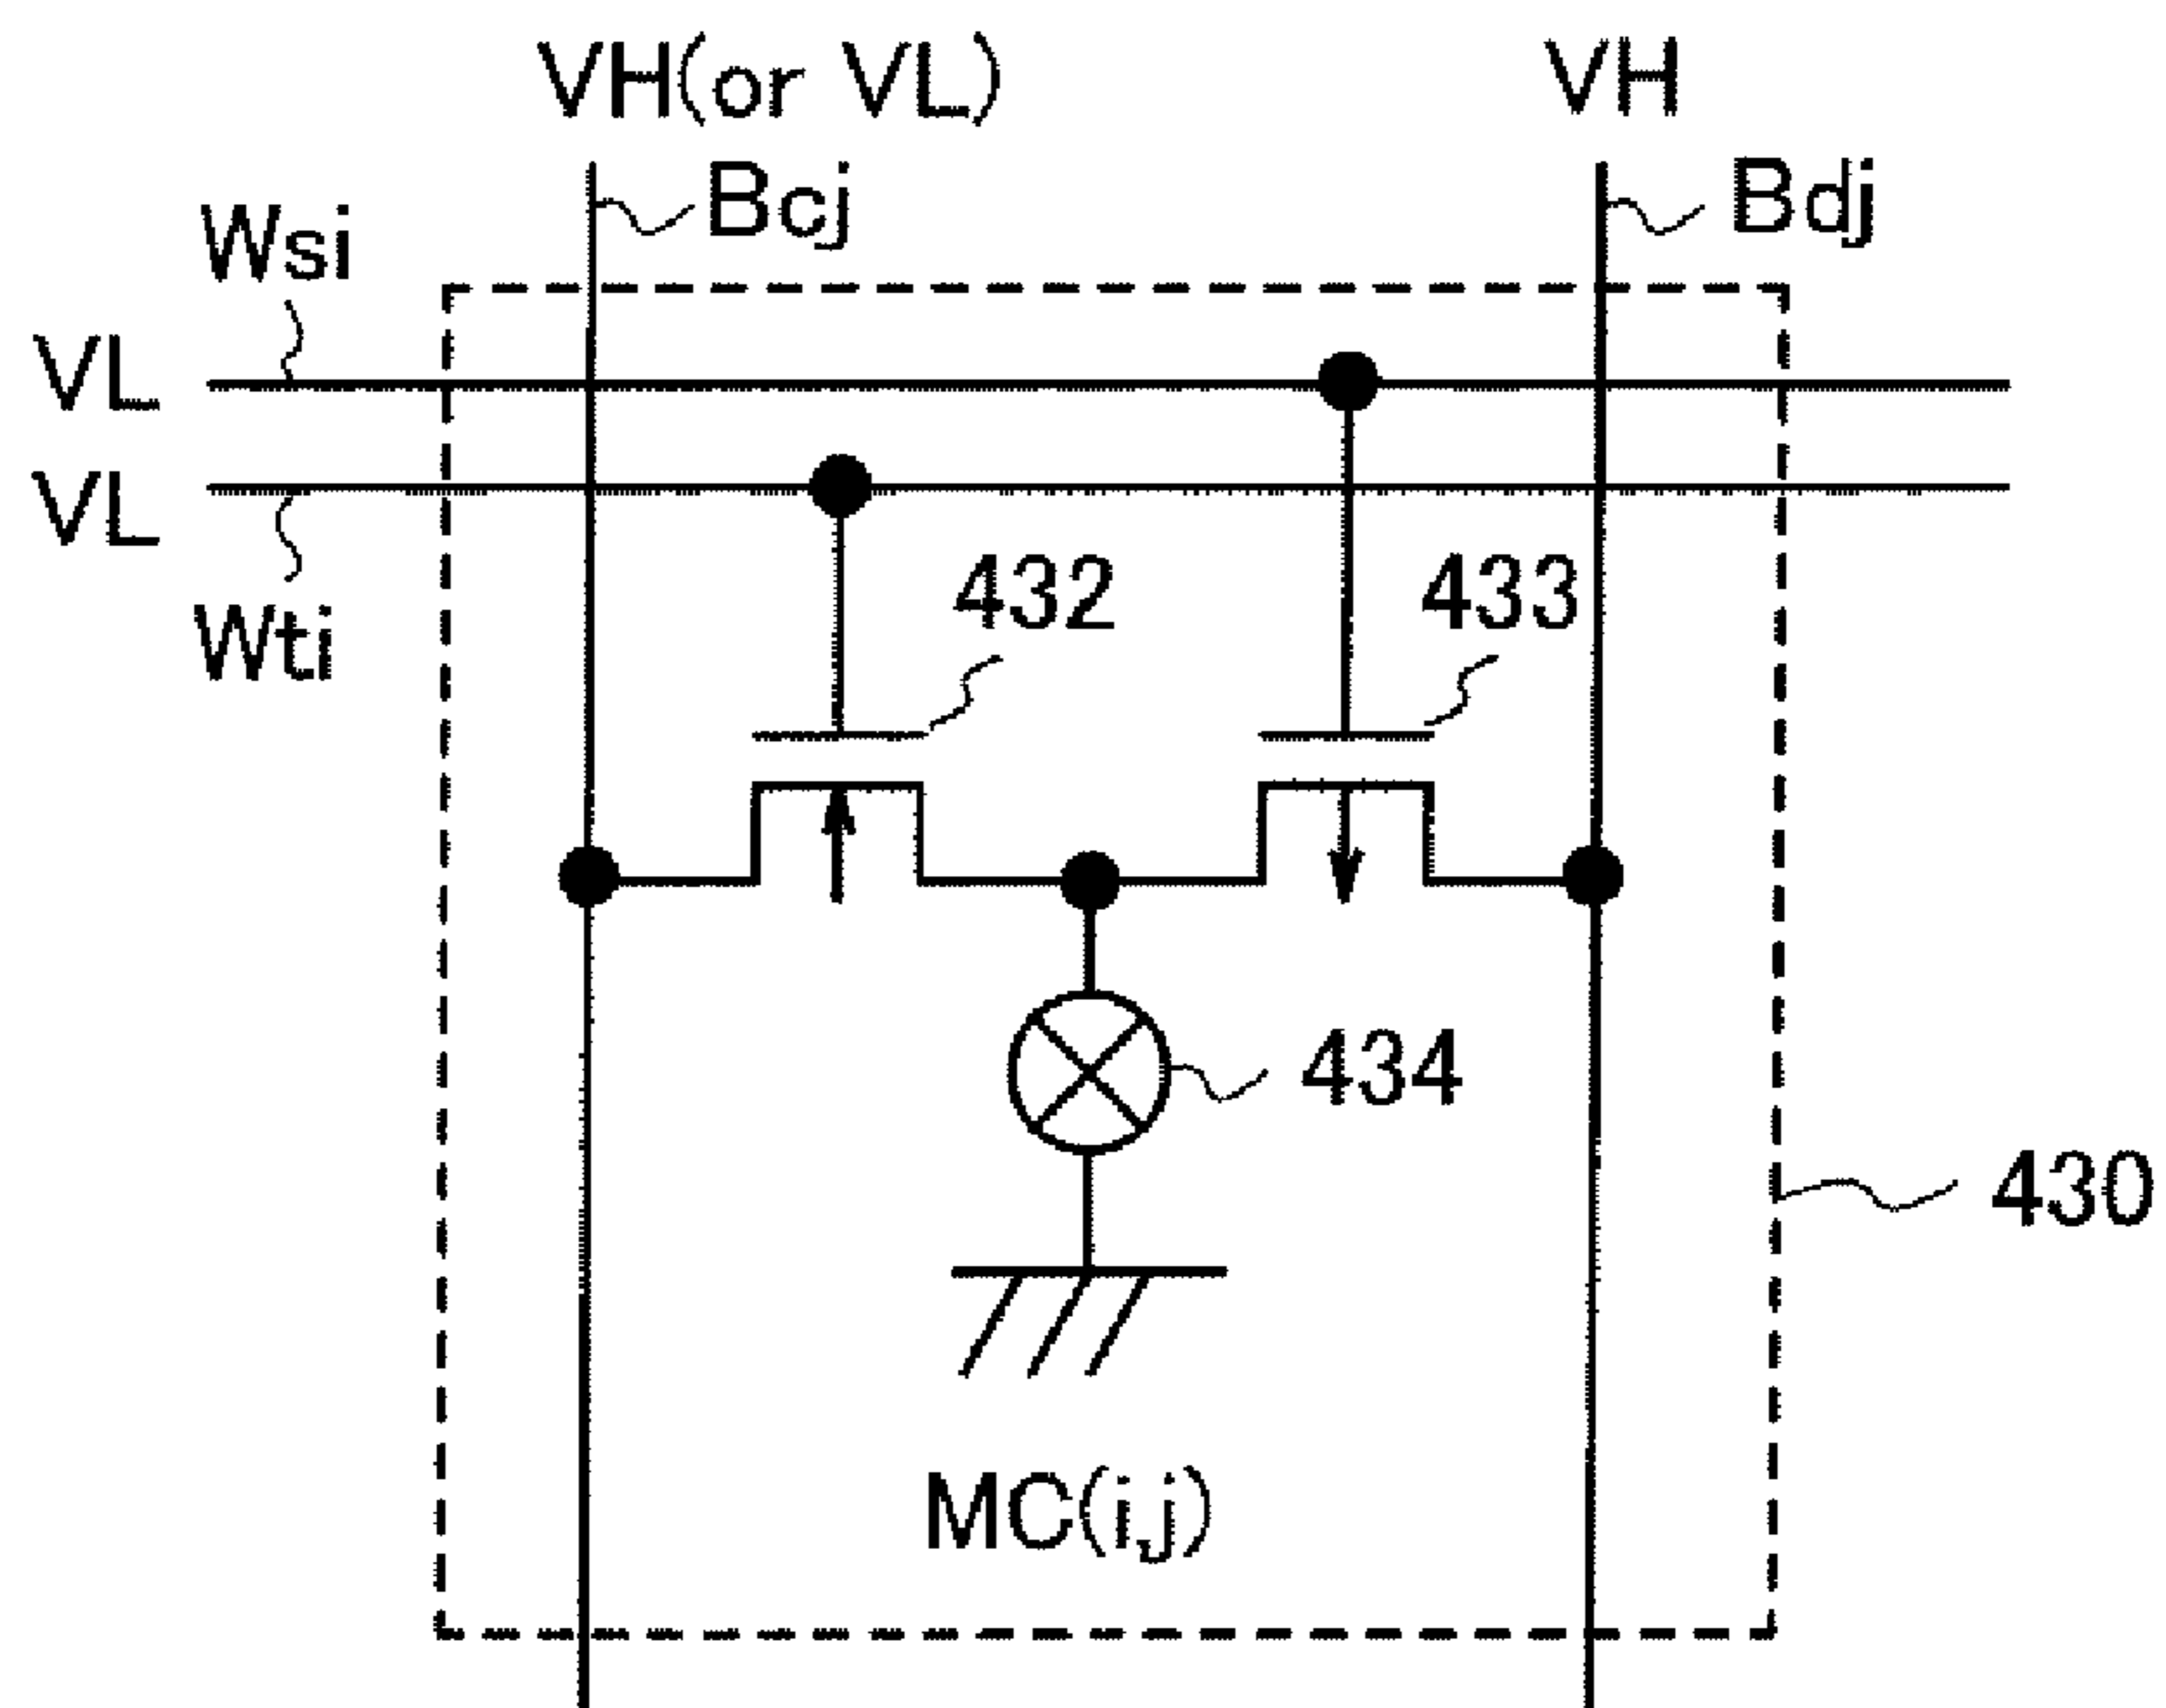 VH(or VL) VH
Bcj Bdj
Wsi
VL
VL
432 433
Wti
434
430
MC(i,j)